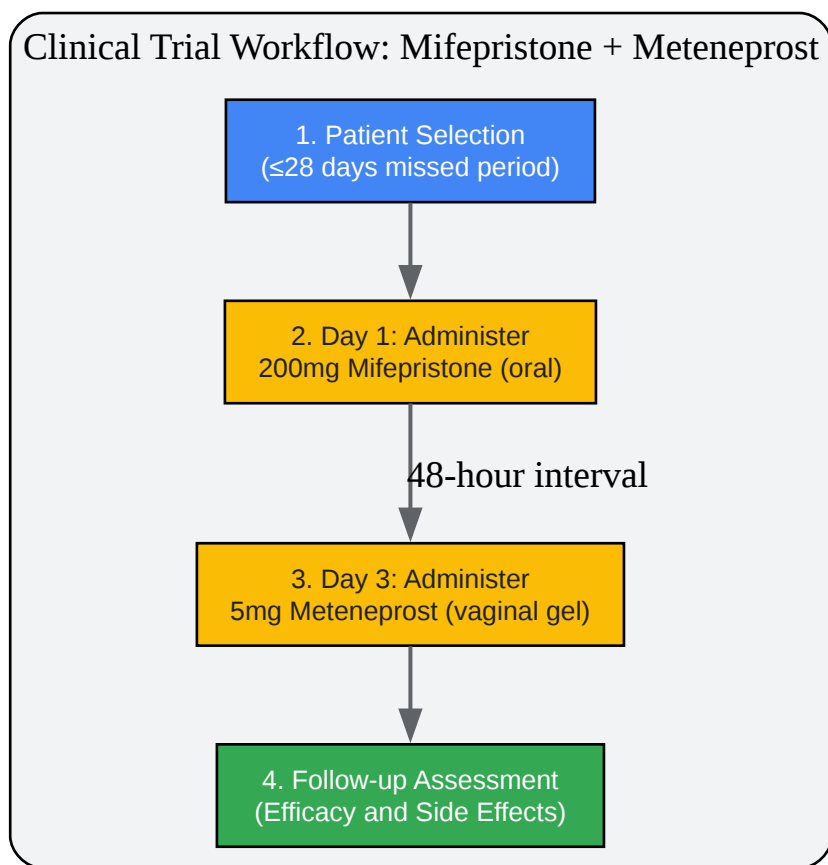 Clinical Trial Workflow: Mifepristone + Meteneprost
1. Patient Selection
(≤28 days missed period)
2. Day 1: Administer
200mg Mifepristone (oral)
48-hour interval
3. Day 3: Administer
5mg Meteneprost (vaginal gel)
4. Follow-up Assessment
(Efficacy and Side Effects)